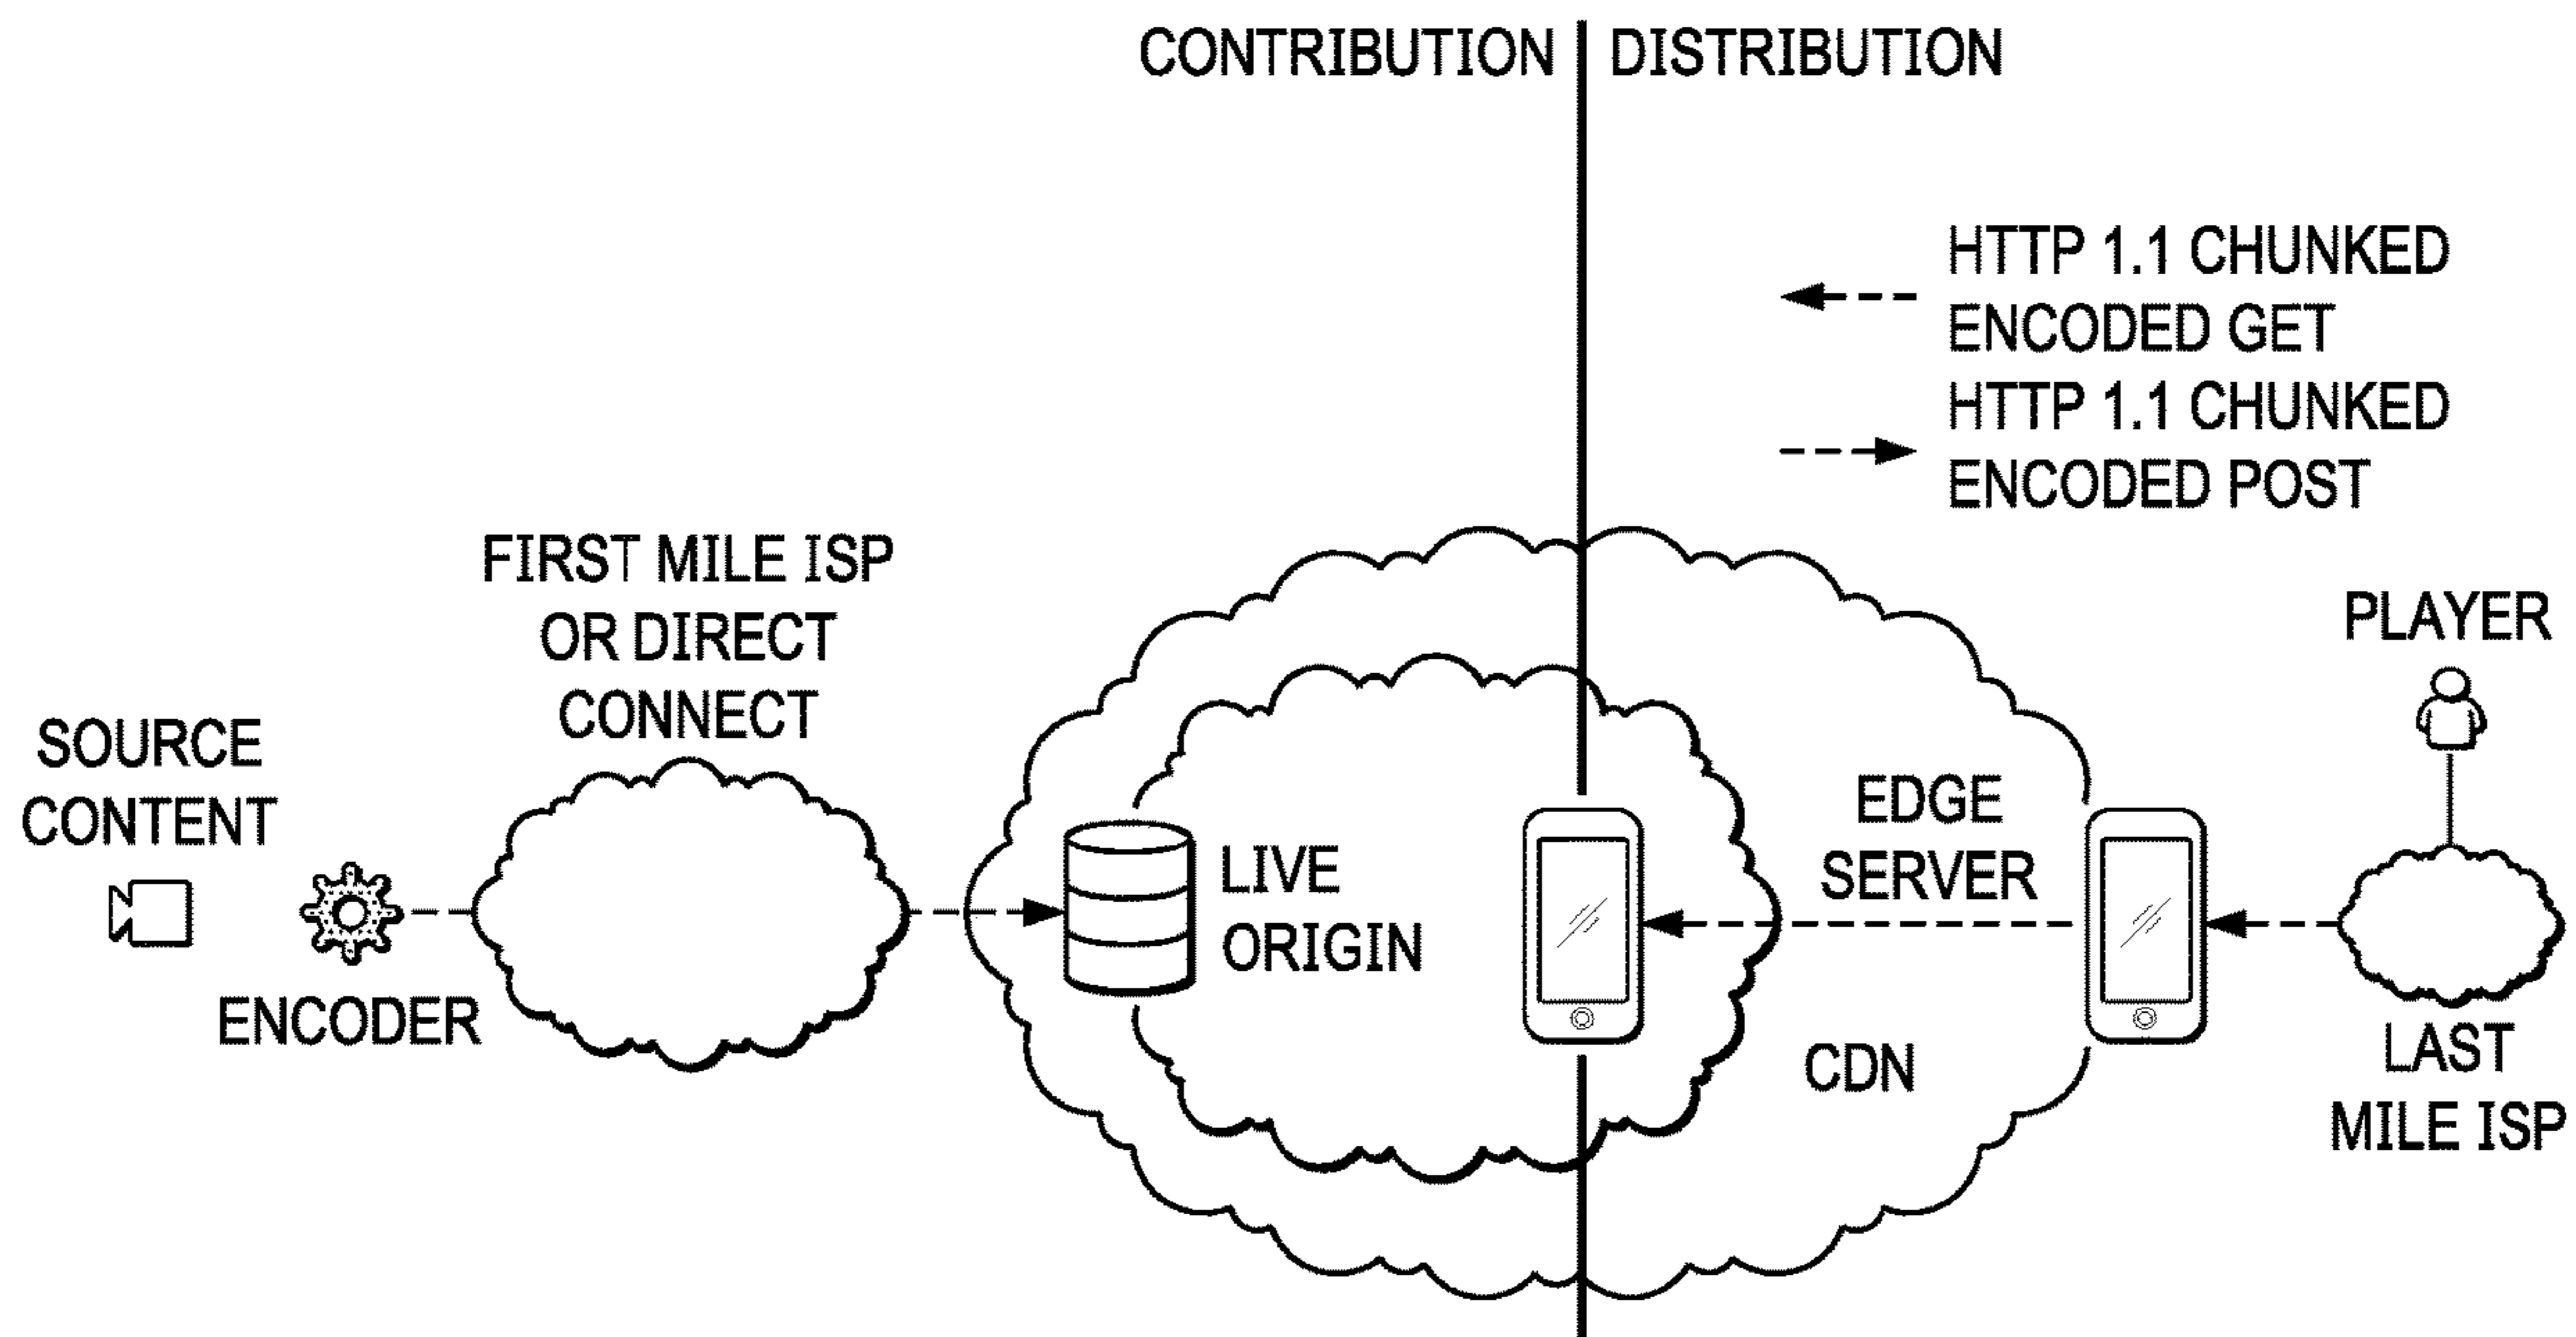 CONTRIBUTION
DISTRIBUTION
HTTP 1.1 CHUNKED
ENCODED GET
HTTP 1.1 CHUNKED
ENCODED POST
FIRST MILE ISP
OR DIRECT
CONNECT
SOURCE
CONTENT
ENCODER
LIVE
ORIGIN
EDGE
SERVER
CDN
PLAYER
LAST
MILE ISP